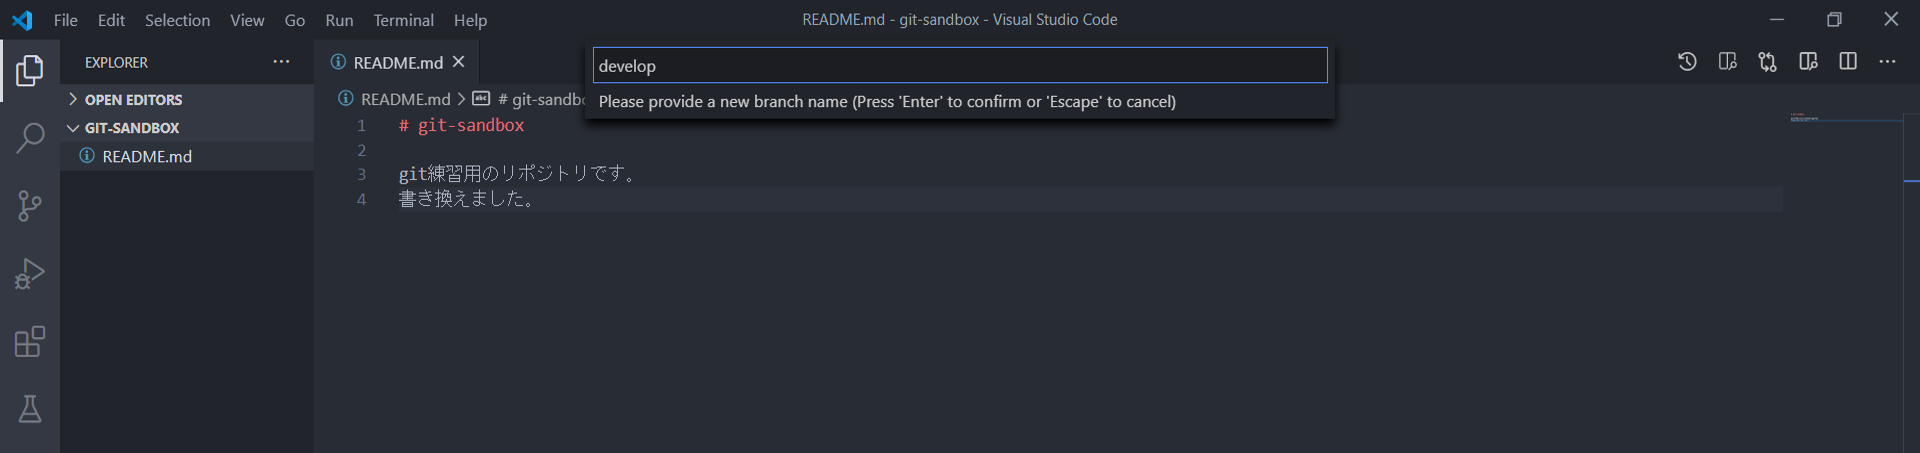 File Edit Selection View Go Run Terminal Help
README.md - git-sandbox - Visual Studio Code
EXPLORER
README.md
develop
Please provide a new branch name (Press 'Enter' to confirm or 'Escape' to cancel)
OPEN EDITORS
GIT-SANDBOX
README.md
README.md > abc # git-sandb
1 # git-sandbox
2
3 git練習用のリポジトリです。
4 書き換えました。